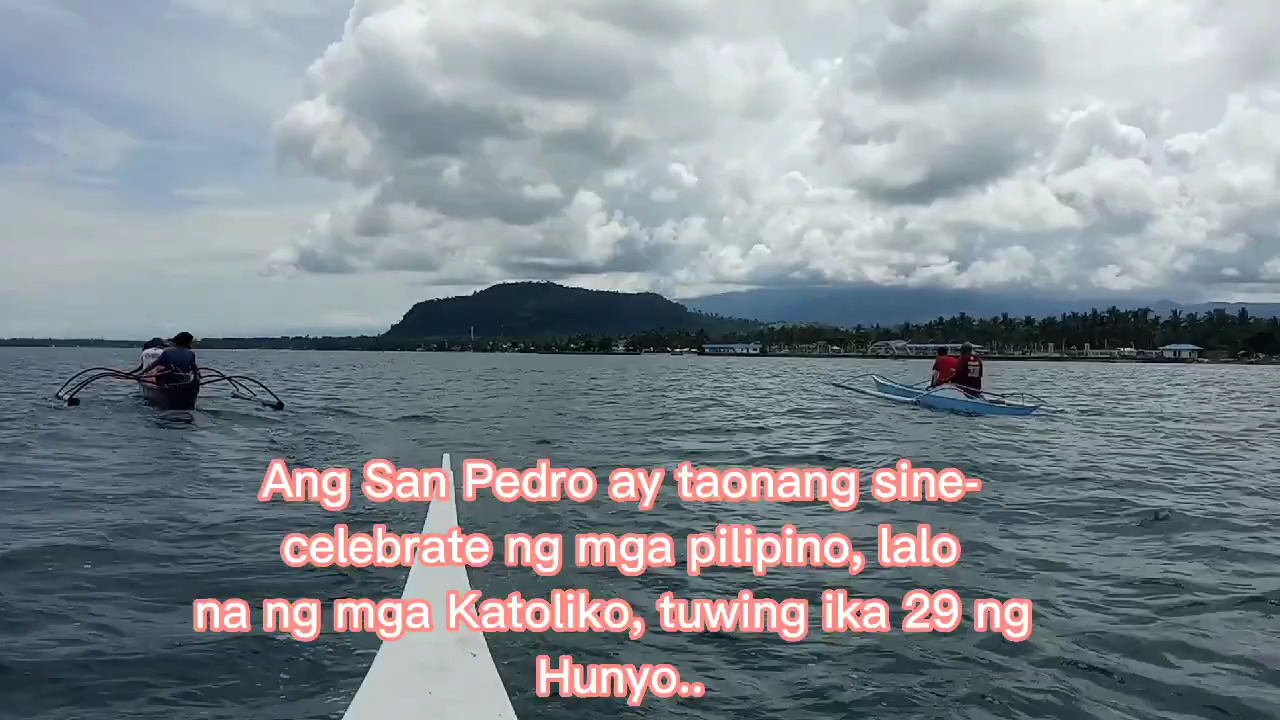 Ang San Pedro ay taonang sine-
celebrate ng mga pilipino, lalo
na ng mga Katoliko, tuwing ika 29 ng
Hunyo..